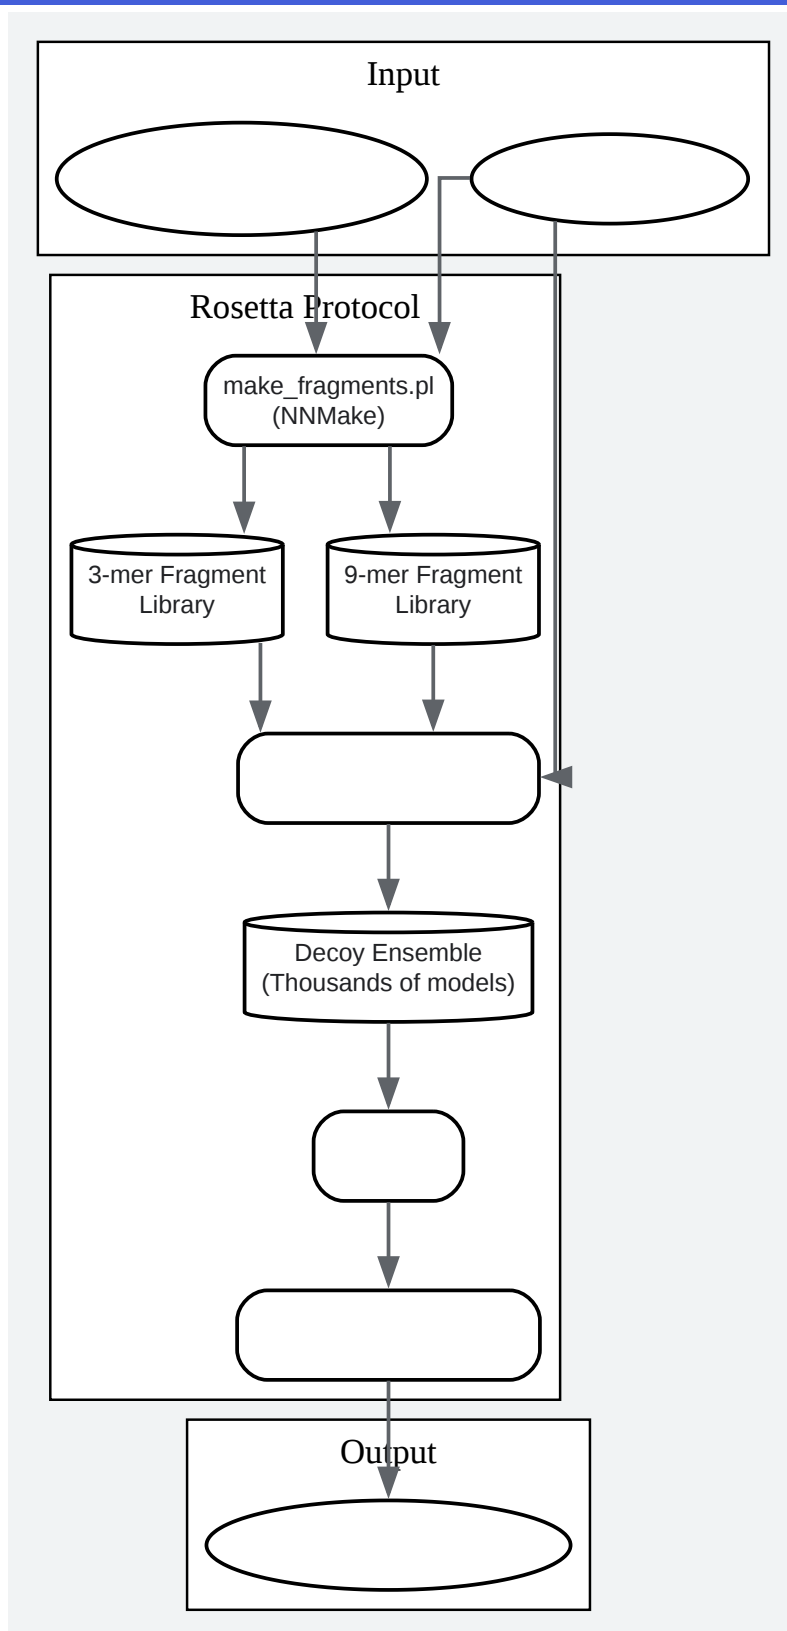 Input
Rosetta Protocol
make_fragments.pl
(NNMake)
3-mer Fragment
Library
9-mer Fragment
Library
Decoy Ensemble
(Thousands of models)
Output